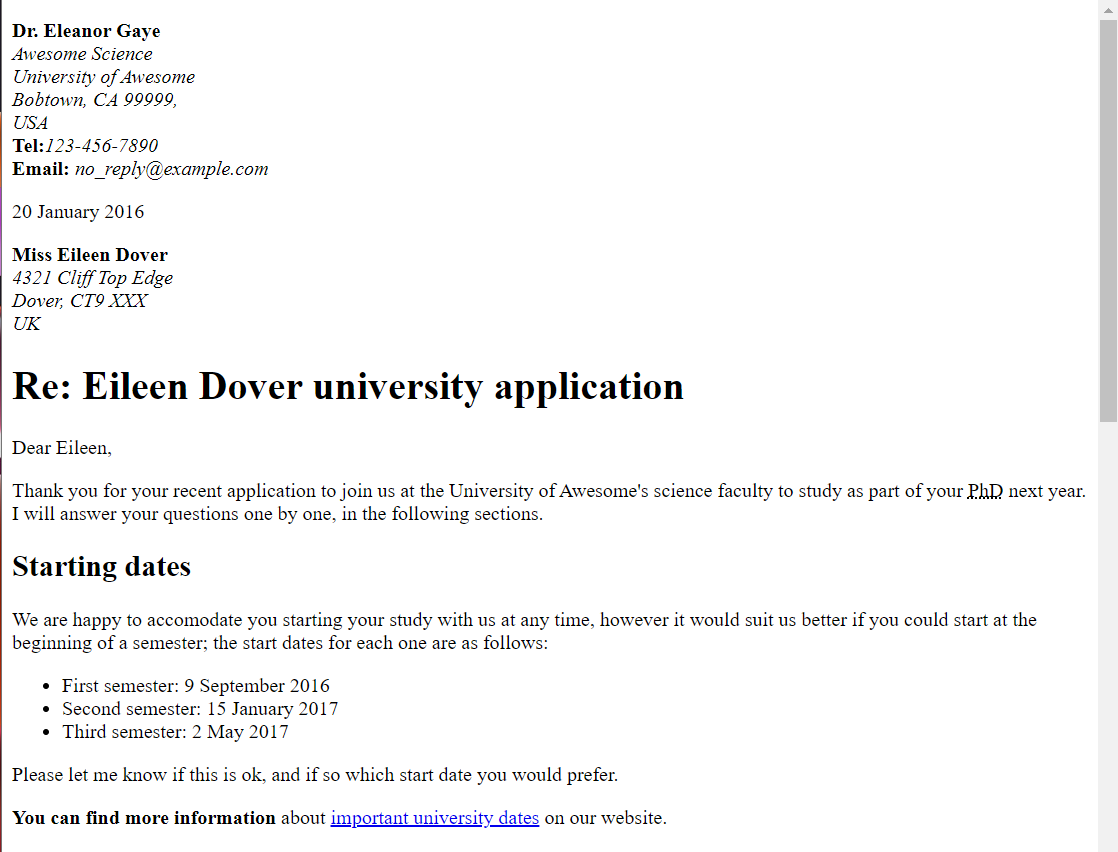 Dr. Eleanor Gaye
Awesome Science
University of Awesome
Bobtown, CA 99999,
USA
Tel:123-456-7890
Email: no_reply@example.com
20 January 2016
Miss Eileen Dover
4321 Cliff Top Edge
Dover, CT9 XXX
UK
Re: Eileen Dover university application
Dear Eileen,
Thank you for your recent application to join us at the University of Awesome's science faculty to study as part of your PhD next year.
I will answer your questions one by one, in the following sections.
Starting dates
We are happy to accomodate you starting your study with us at any time, however it would suit us better if you could start at the
beginning of a semester; the start dates for each one are as follows:
• First semester: 9 September 2016
• Second semester: 15 January 2017
• Third semester: 2 May 2017
Please let me know if this is ok, and if so which start date you would prefer.
You can find more information about important university dates on our website.